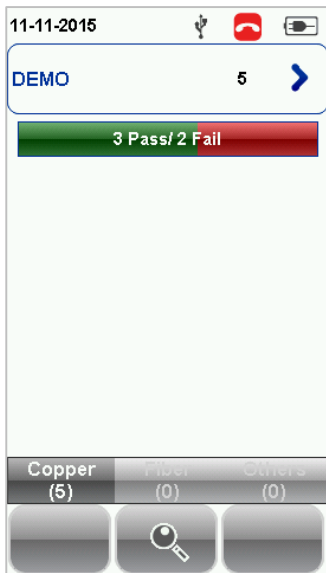 11-11-2015
DEMO 5
3 Pass/ 2 Fail
Copper Fiber Others
(5) (0) (0)